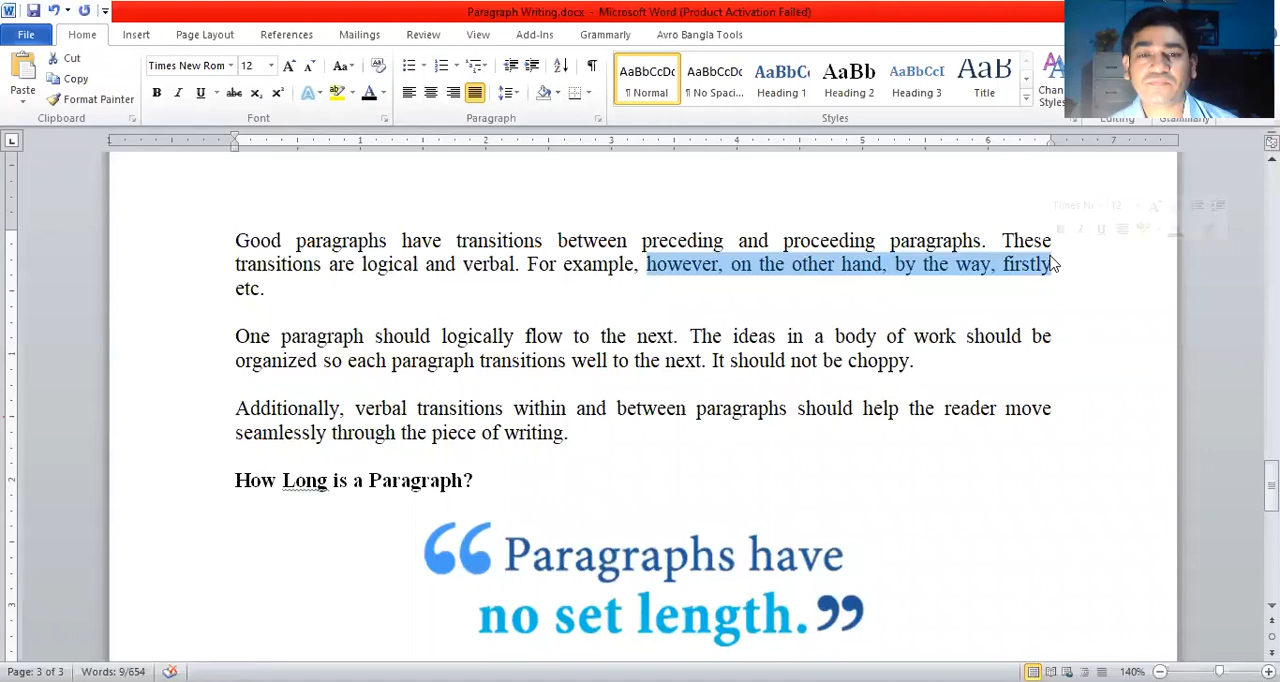 Paragraph Writing.docx - Microsoft Word (Product Activation Failed)
File Home Insert Page Layout References Mailings Review View Add-Ins Grammarly Avro Bangla Tools
Cut
Copy
Format Painter
Paste
Times New Rom 12
AaBbCcDc AaBbCcDc AaBbCc AaBb AaBbCcI AaB
¶ Normal ¶ No Spaci... Heading 1 Heading 2 Heading 3 Title
Styles
Clipboard Font Paragraph Styles Editing Grammarly
Good paragraphs have transitions between preceding and proceeding paragraphs. These
transitions are logical and verbal. For example, however, on the other hand, by the way, firstly
etc.
One paragraph should logically flow to the next. The ideas in a body of work should be
organized so each paragraph transitions well to the next. It should not be choppy.
Additionally, verbal transitions within and between paragraphs should help the reader move
seamlessly through the piece of writing.
How Long is a Paragraph?
“Paragraphs have
no set length.”
Page: 3 of 3 Words: 9/654 140%